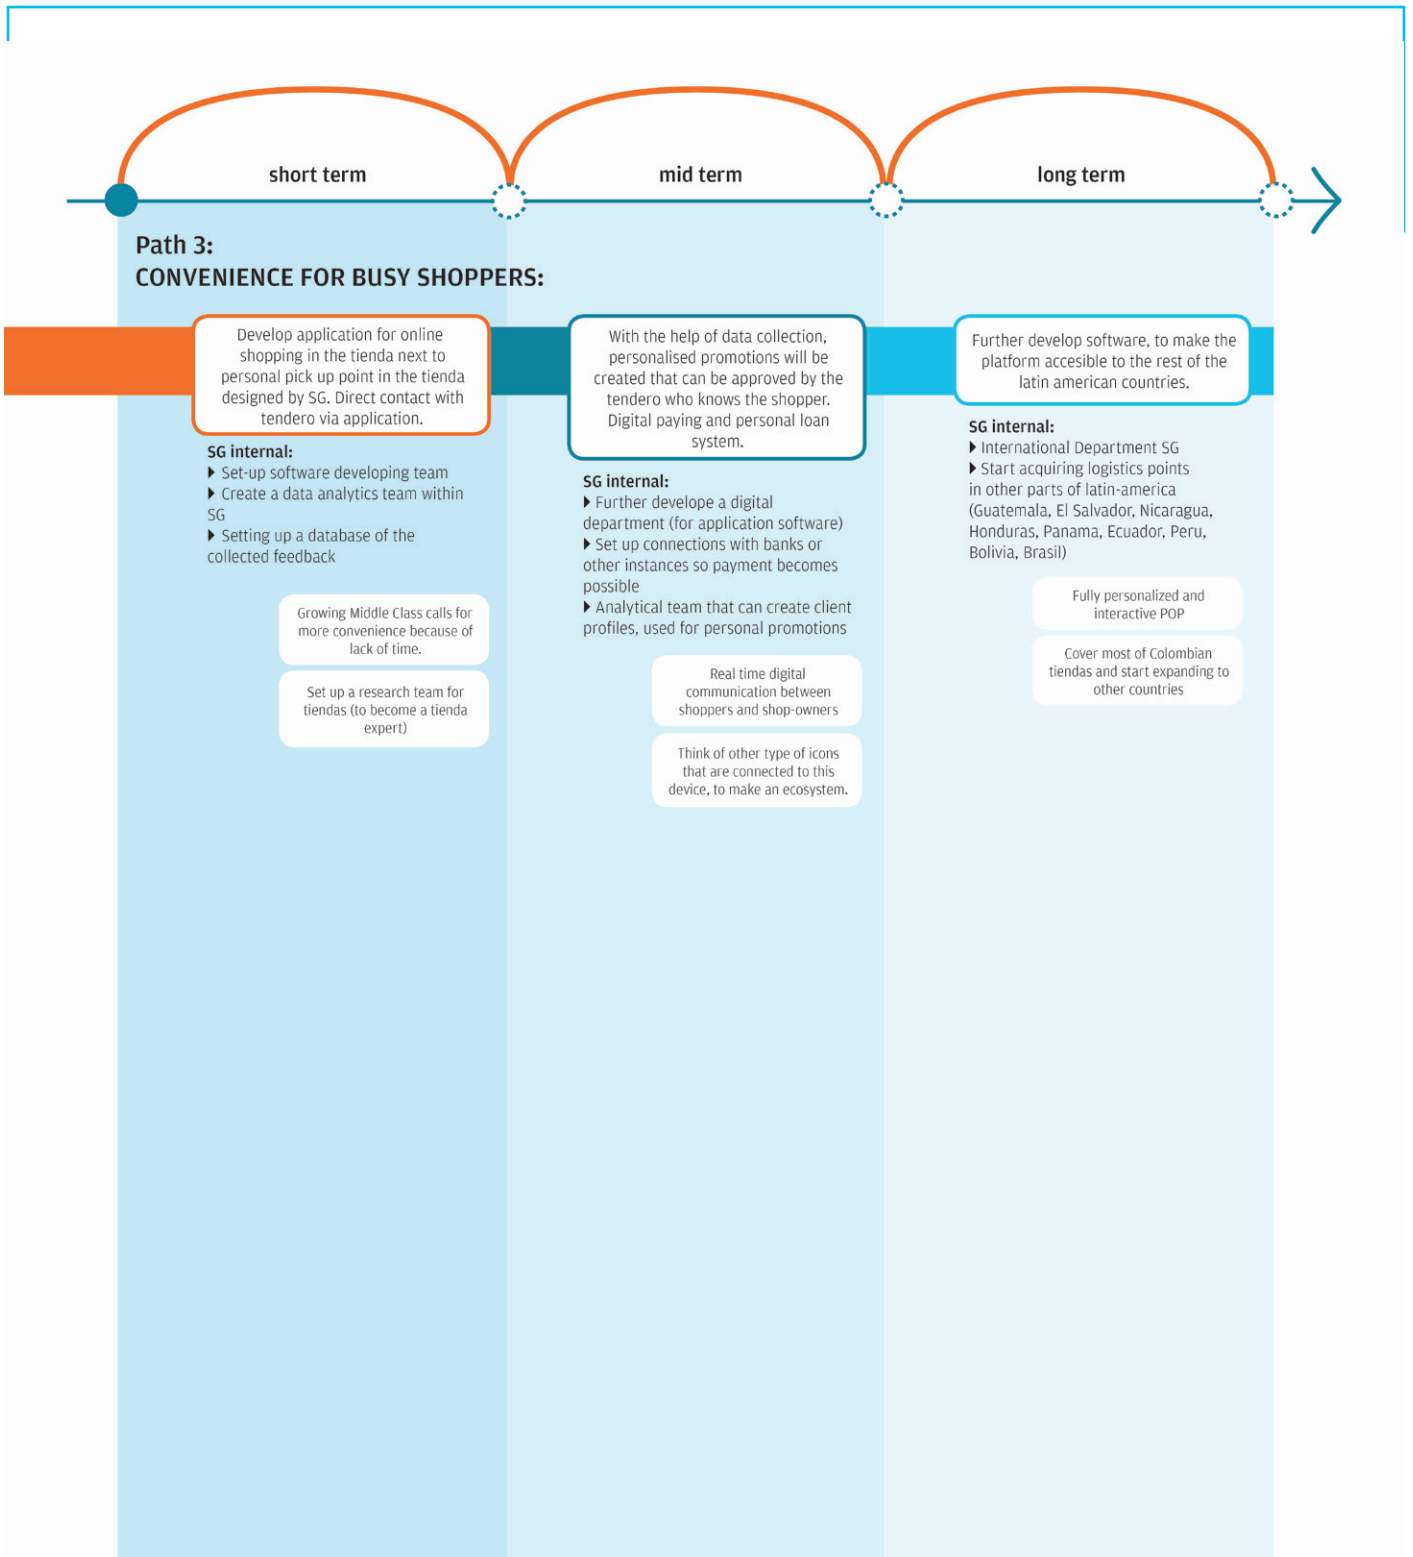 short term
mid term
long term
Path 3:
CONVENIENCE FOR BUSY SHOPPERS:
Develop application for online
shopping in the tienda next to
personal pick up point in the tienda
designed by SG. Direct contact with
tendero via application.
SG internal:
▶ Set-up software developing team
▶ Create a data analytics team within
SG
▶ Setting up a database of the
collected feedback
Growing Middle Class calls for
more convenience because of
lack of time.
Set up a research team for
tiendas (to become a tienda
expert)
With the help of data collection,
personalised promotions will be
created that can be approved by the
tendero who knows the shopper.
Digital paying and personal loan
system.
SG internal:
▶ Further develope a digital
department (for application software)
▶ Set up connections with banks or
other instances so payment becomes
possible
▶ Analytical team that can create client
profiles, used for personal promotions
Real time digital
communication between
shoppers and shop-owners
Think of other type of icons
that are connected to this
device, to make an ecosystem.
Further develop software, to make the
platform accesible to the rest of the
latin american countries.
SG internal:
▶ International Department SG
▶ Start acquiring logistics points
in other parts of latin-america
(Guatemala, El Salvador, Nicaragua,
Honduras, Panama, Ecuador, Peru,
Bolivia, Brasil)
Fully personalized and
interactive POP
Cover most of Colombian
tiendas and start expanding to
other countries